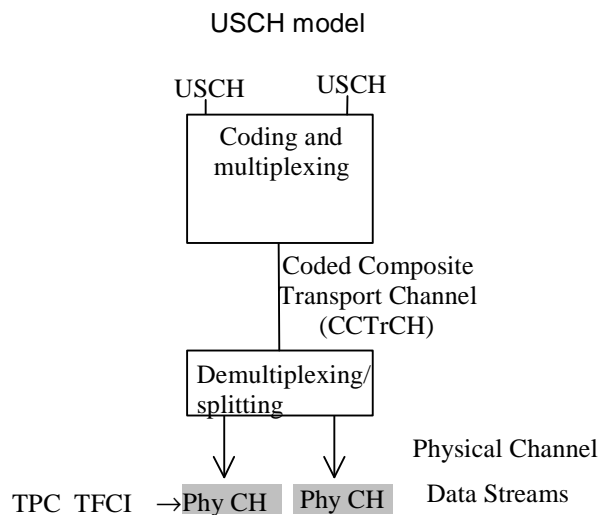 USCH model
USCH USCH
Coding and
multiplexing
Coded Composite
Transport Channel
(CCTrCH)
Demultiplexing/
splitting
Physical Channel
Data Streams
TPC TFCI → Phy CH Phy CH